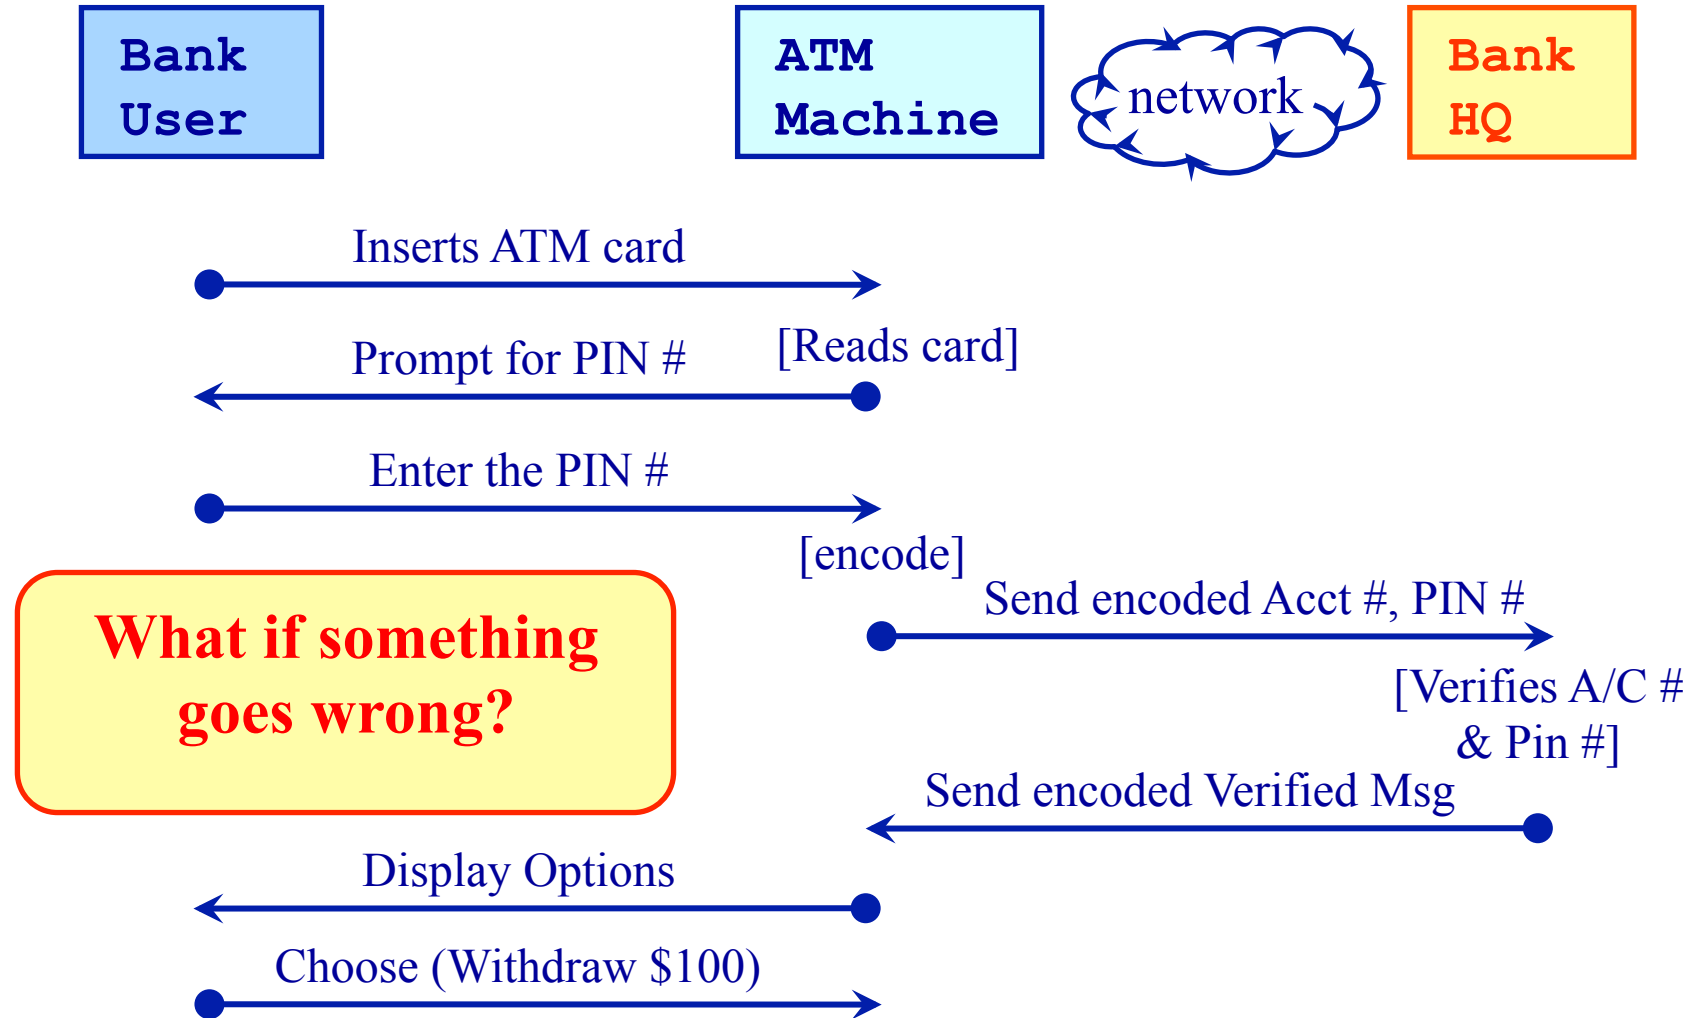 Bank
User
ATM
Machine
network
Bank
HQ
Inserts ATM card
[Reads card]
Prompt for PIN #
Enter the PIN #
[encode]
Send encoded Acct #, PIN #
What if something
goes wrong?
[Verifies A/C #
& Pin #]
Send encoded Verified Msg
Display Options
Choose (Withdraw $100)